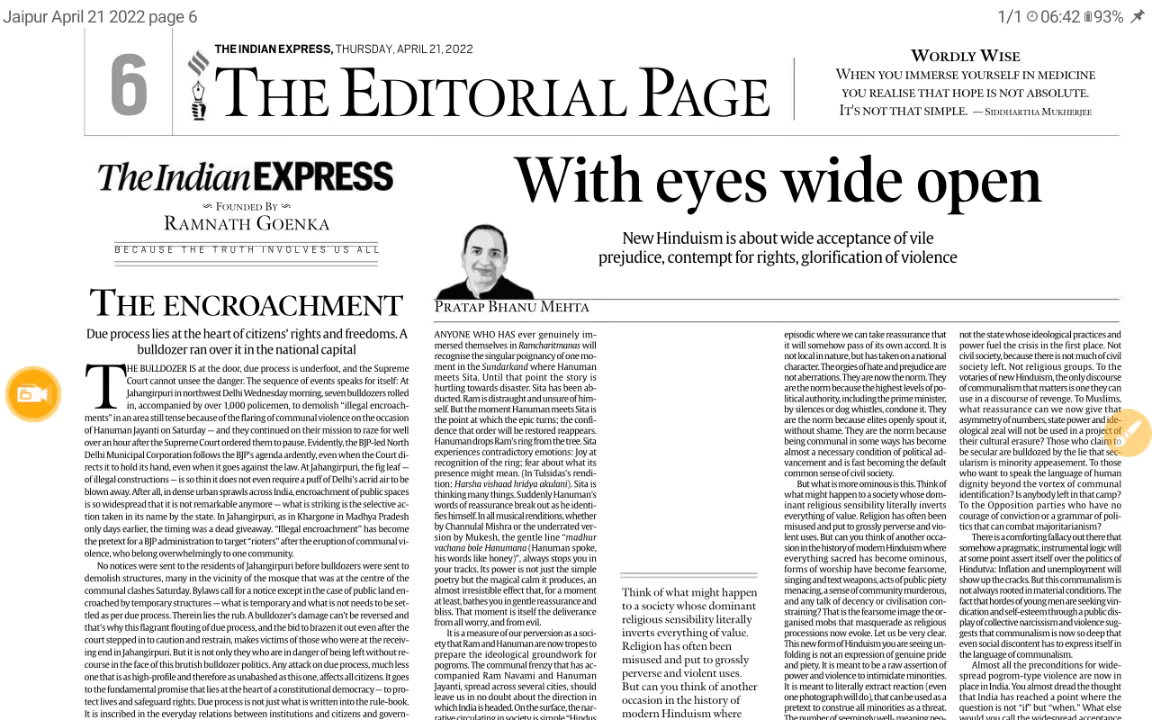 Jaipur April 21 2022 page 6
1/1 06:42 93%
6
THE INDIAN EXPRESS, THURSDAY, APRIL 21, 2022
THE EDITORIAL PAGE
WORDLY WISE
WHEN YOU IMMERSE YOURSELF IN MEDICINE
YOU REALISE THAT HOPE IS NOT ABSOLUTE.
IT'S NOT THAT SIMPLE. — SIDDHARTHA MUKHERJEE
The Indian EXPRESS
FOUNDED BY
RAMNATH GOENKA
BECAUSE THE TRUTH INVOLVES US ALL
THE ENCROACHMENT
Due process lies at the heart of citizens' rights and freedoms. A
bulldozer ran over it in the national capital
THE BULLDOZER IS at the door, due process is underfoot, and the Supreme
Court cannot unsee the danger. The sequence of events speaks for itself: At
Jahangirpuri in northwest Delhi Wednesday morning, seven bulldozers rolled
in, accompanied by over 1,000 policemen, to demolish "illegal encroach-
ments" in an area still tense because of the flaring of communal violence on the occasion
of Hanuman Jayanti on Saturday — and they continued on their mission to raze for well
over an hour after the Supreme Court ordered them to pause. Evidently, the BJP-led North
Delhi Municipal Corporation follows the BJP's agenda ardently, even when the Court di-
rects it to hold its hand, even when it goes against the law. At Jahangirpuri, the fig leaf —
of illegal constructions — is so thin it does not even require a puff of Delhi's acrid air to be
blown away. After all, in dense urban sprawls across India, encroachment of public spaces
is so widespread that it is not remarkable anymore — what is striking is the selective ac-
tion taken in its name by the state. In Jahangirpuri, as in Khargone in Madhya Pradesh
only days earlier, the timing was a dead giveaway. "Illegal encroachment" has become
the pretext for a BJP administration to target "rioters" after the eruption of communal vi-
olence, who belong overwhelmingly to one community.
No notices were sent to the residents of Jahangirpuri before bulldozers were sent to
demolish structures, many in the vicinity of the mosque that was at the centre of the
communal clashes Saturday. Bylaws call for a notice except in the case of public land en-
croached by temporary structures — what is temporary and what is not needs to be set-
tled as per due process. Therein lies the rub. A bulldozer's damage can't be reversed and
that's why this flagrant flouting of due process, and the bid to brazen it out even after the
court stepped in to caution and restrain, makes victims of those who were at the receiv-
ing end in Jahangirpuri. But it is not only they who are in danger of being left without re-
course in the face of this brutish bulldozer politics. Any attack on due process, much less
one that is as high-profile and therefore as unabashed as this one, affects all citizens. It goes
to the fundamental promise that lies at the heart of a constitutional democracy — to pro-
tect lives and safeguard rights. Due process is not just what is written into the rule-book.
It is inscribed in the everyday relations between institutions and citizens and govern-
With eyes wide open
New Hinduism is about wide acceptance of vile
prejudice, contempt for rights, glorification of violence
PRATAP BHANU MEHTA
ANYONE WHO HAS ever genuinely im-
mersed themselves in Ramcharitmanas will
recognise the singular poignancy of one mo-
ment in the Sundarkand where Hanuman
meets Sita. Until that point the story is
hurtling towards disaster. Sita has been ab-
ducted. Ram is distraught and unsure of him-
self. But the moment Hanuman meets Sita is
the point at which the epic turns; the confi-
dence that order will be restored reappears.
Hanuman drops Ram's ring from the tree. Sita
experiences contradictory emotions: Joy at
recognition of the ring; fear about what its
presence might mean. (In Tulsidas's rendi-
tion: Harsha vishaad hridya akulani). Sita is
thinking many things. Suddenly Hanuman's
words of reassurance break out as he identi-
fies himself. In all musical renditions, whether
by Channulal Mishra or the underrated ver-
sion by Mukesh, the gentle line "madhur
vachana bole Hanumana (Hanuman spoke,
his words like honey)", always stops you in
your tracks. Its power is not just the simple
poetry but the magical calm it produces, an
almost irresistible effect that, for a moment
at least, bathes you in gentle reassurance and
bliss. That moment is itself the deliverance
from all worry, and from evil.
It is a measure of our perversion as a soci-
ety that Ram and Hanuman are now tropes to
prepare the ideological groundwork for
pogroms. The communal frenzy that has ac-
companied Ram Navami and Hanuman
Jayanti, spread across several cities, should
leave us in no doubt about the direction in
which India is headed. On the surface, the nar-
rative circulating in society is simple "Hindus
Think of what might happen
to a society whose dominant
religious sensibility literally
inverts everything of value.
Religion has often been
misused and put to grossly
perverse and violent uses.
But can you think of another
occasion in the history of
modern Hinduism where
episodic where we can take reassurance that
it will somehow pass of its own accord. It is
not local in nature, but has taken on a national
character. The orgies of hate and prejudice are
not aberrations. They are now the norm. They
are the norm because the highest levels of po-
litical authority, including the prime minister,
by silences or dog whistles, condone it. They
are the norm because elites openly spout it,
without shame. They are the norm because
being communal in some ways has become
almost a necessary condition of political ad-
vancement and is fast becoming the default
common sense of civil society.
But what is more ominous is this. Think of
what might happen to a society whose dom-
inant religious sensibility literally inverts
everything of value. Religion has often been
misused and put to grossly perverse and vio-
lent uses. But can you think of another occa-
sion in the history of modern Hinduism where
everything sacred has become ominous,
forms of worship have become fearsome,
singing and text weapons, acts of public piety
menacing, a sense of community murderous,
and any talk of decency or civilisation con-
straining? That is the fearsome image the or-
ganised mobs that masquerade as religious
processions now evoke. Let us be very clear.
This new form of Hinduism you are seeing un-
folding is not an expression of genuine pride
and piety. It is meant to be a raw assertion of
power and violence to intimidate minorities.
It is meant to literally extract reaction (even
one photograph will do), that can be used as a
pretext to construe all minorities as a threat.
The number of seemingly well-meaning peo-
not the state whose ideological practices and
power fuel the crisis in the first place. Not
civil society, because there is not much of civil
society left. Not religious groups. To the
votaries of new Hinduism, the only discourse
of communalism that matters is one they can
use in a discourse of revenge. To Muslims,
what reassurance can we now give that
asymmetry of numbers, state power and ide-
ological zeal will not be used in a project of
their cultural erasure? Those who claim to
be secular are bulldozed by the lie that sec-
ularism is minority appeasement. To those
who want to speak the language of human
dignity beyond the vortex of communal
identification? Is anybody left in that camp?
To the Opposition parties who have no
courage of conviction or a grammar of poli-
tics that can combat majoritarianism?
There is a comforting fallacy out there that
somehow a pragmatic, instrumental logic will
at some point assert itself over the politics of
Hindutva: Inflation and unemployment will
show up the cracks. But this communalism is
not always rooted in material conditions. The
fact that hordes of young men are seeking vin-
dication and self-esteem through a public dis-
play of collective narcissism and violence sug-
gests that communalism is now so deep that
even social discontent has to express itself in
the language of communalism.
Almost all the preconditions for wide-
spread pogrom-type violence are now in
place in India. You almost dread the thought
that India has reached a point where the
question is not "if" but "when." What else
would you call the widespread acceptance